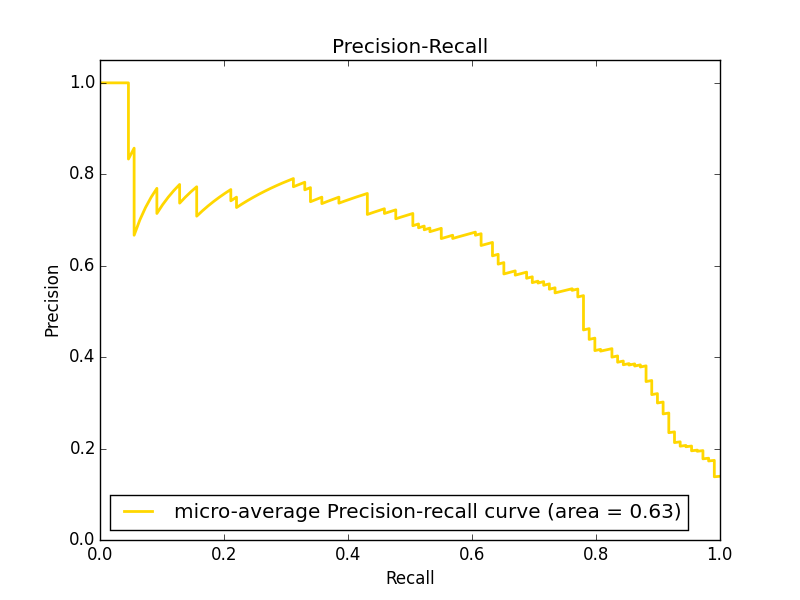 Precision-Recall
1.0
0.8
0.6
0.4
0.2
0.0
Precision
micro-average Precision-recall curve (area = 0.63)
0.0 0.2 0.4 0.6 0.8 1.0
Recall